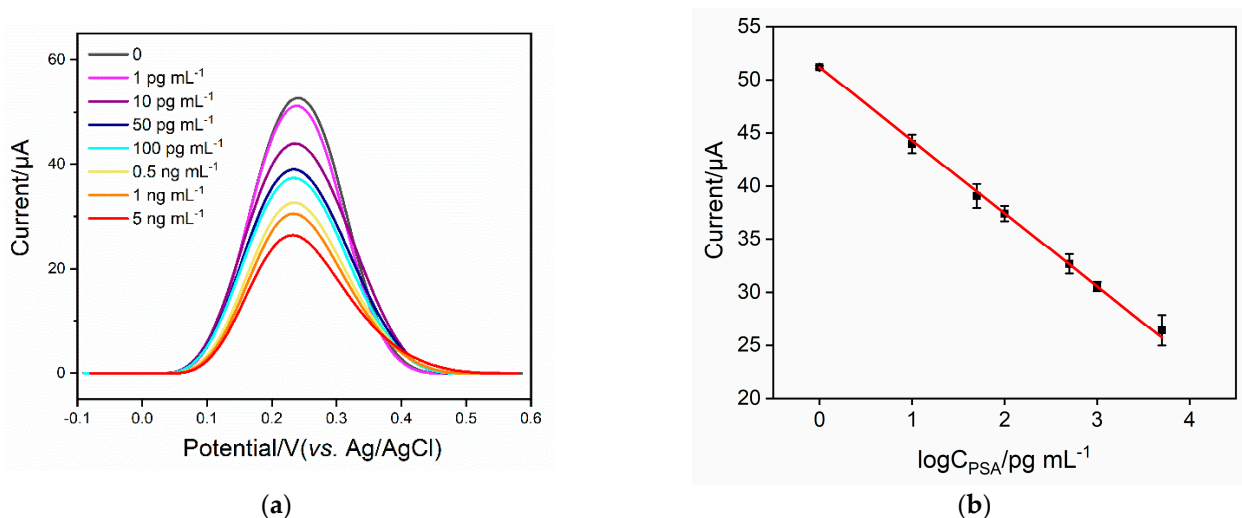 60
40
20
0
Current/μA
0
1 pg mL⁻¹
10 pg mL⁻¹
50 pg mL⁻¹
100 pg mL⁻¹
0.5 ng mL⁻¹
1 ng mL⁻¹
5 ng mL⁻¹
-0.1 0.0 0.1 0.2 0.3 0.4 0.5 0.6
Potential/V(vs. Ag/AgCl)
(a)
55
50
45
40
35
30
25
20
Current/μA
0 1 2 3 4
logC_PSA/pg mL⁻¹
(b)